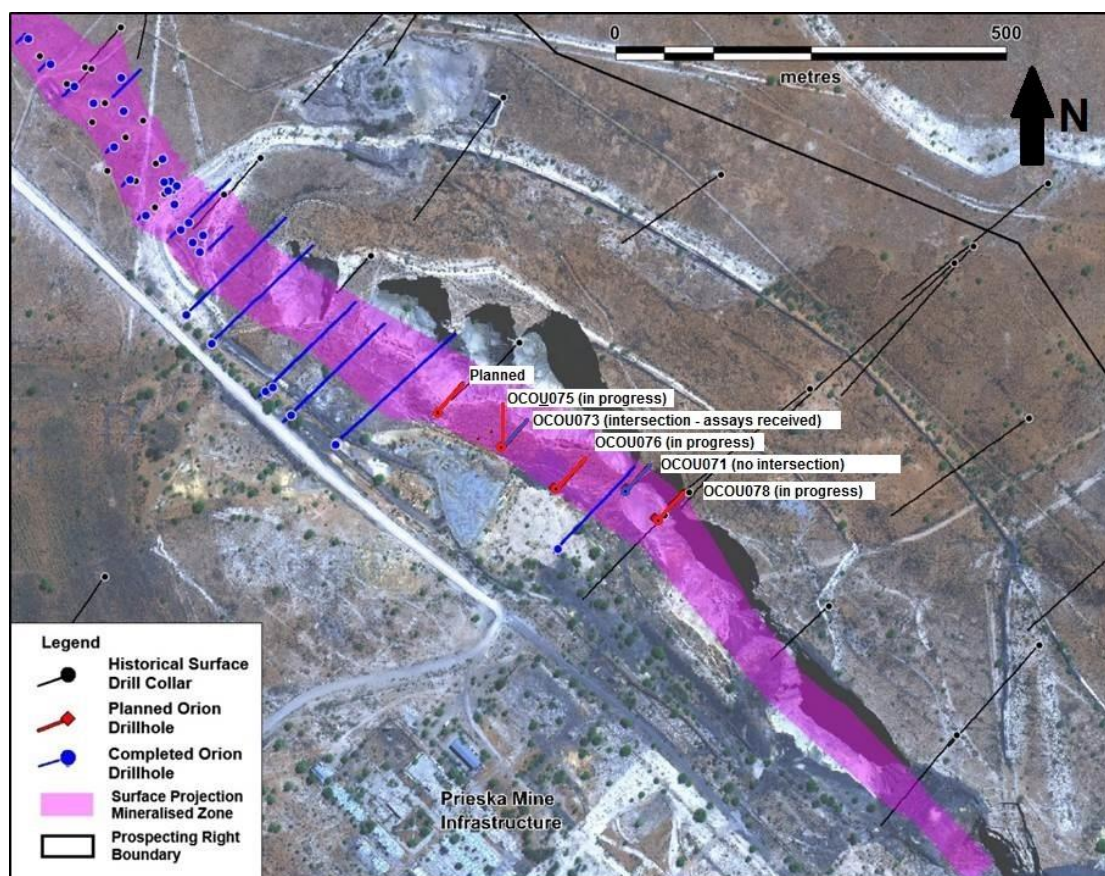 0
500
metres
N
Planned
OCOU075 (in progress)
OCOU073 (intersection - assays received)
OCOU076 (in progress)
OCOU071 (no intersection)
OCOU078 (in progress)
Legend
Historical Surface
Drill Collar
Planned Orion
Drillhole
Completed Orion
Drillhole
Surface Projection
Mineralised Zone
Prospecting Right
Boundary
Prieska Mine
Infrastructure